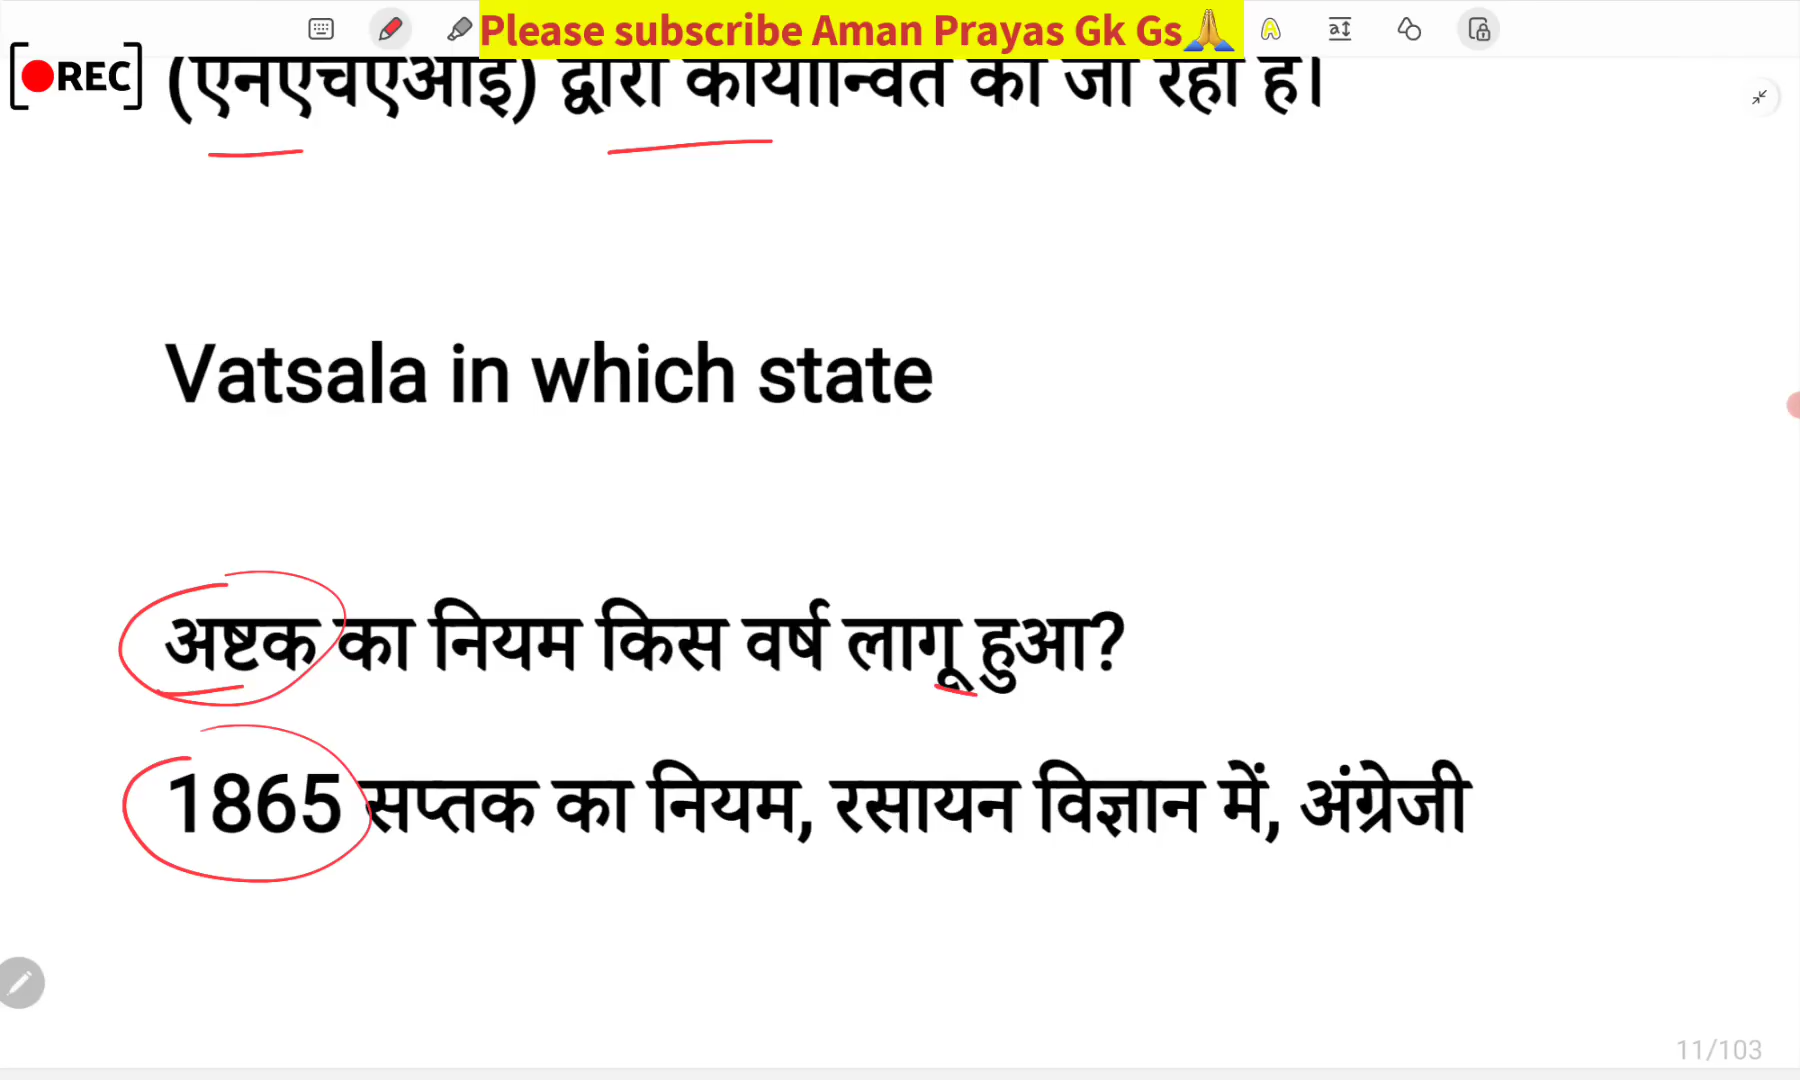 Please subscribe Aman Prayas Gk Gs🙏
REC
(एनएचएआई) द्वारा कार्यान्वित की जा रही है।
Vatsala in which state
अष्टक का नियम किस वर्ष लागू हुआ?
1865 सप्तक का नियम, रसायन विज्ञान में, अंग्रेजी
11/103